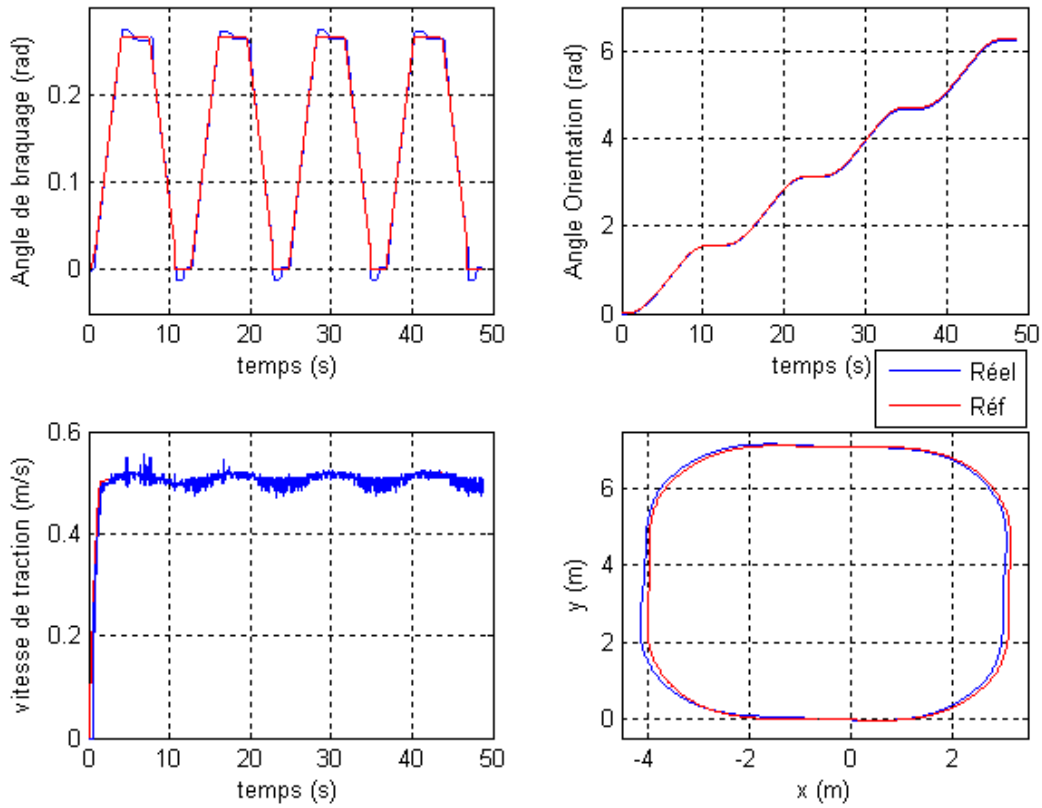 Angle de braquage (rad)
0.2
0.1
0
0 10 20 30 40 50
temps (s)
Angle Orientation (rad)
6
4
2
0
0 10 20 30 40 50
temps (s)
Réel
Réf
vitesse de traction (m/s)
0.6
0.4
0.2
0
0 10 20 30 40 50
temps (s)
y (m)
6
4
2
0
-4 -2 0 2
x (m)